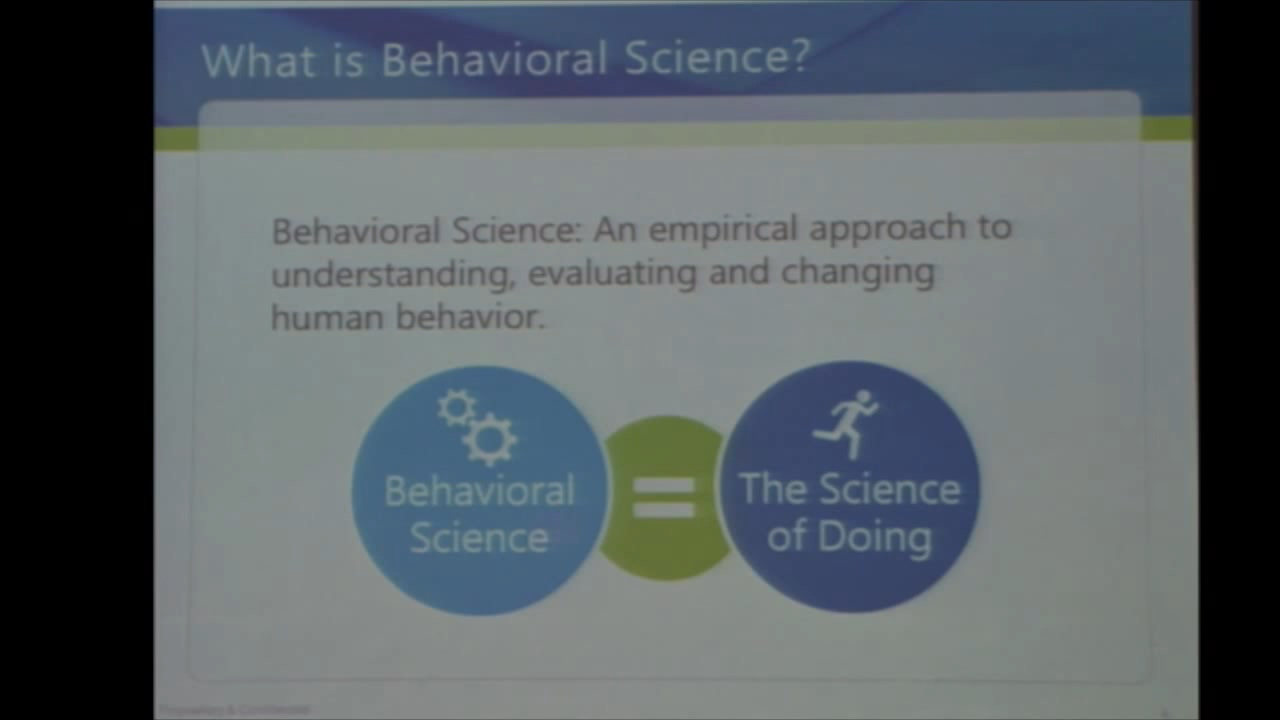 What is Behavioral Science?
Behavioral Science: An empirical approach to
understanding, evaluating and changing
human behavior.
Behavioral
Science
=
The Science
of Doing